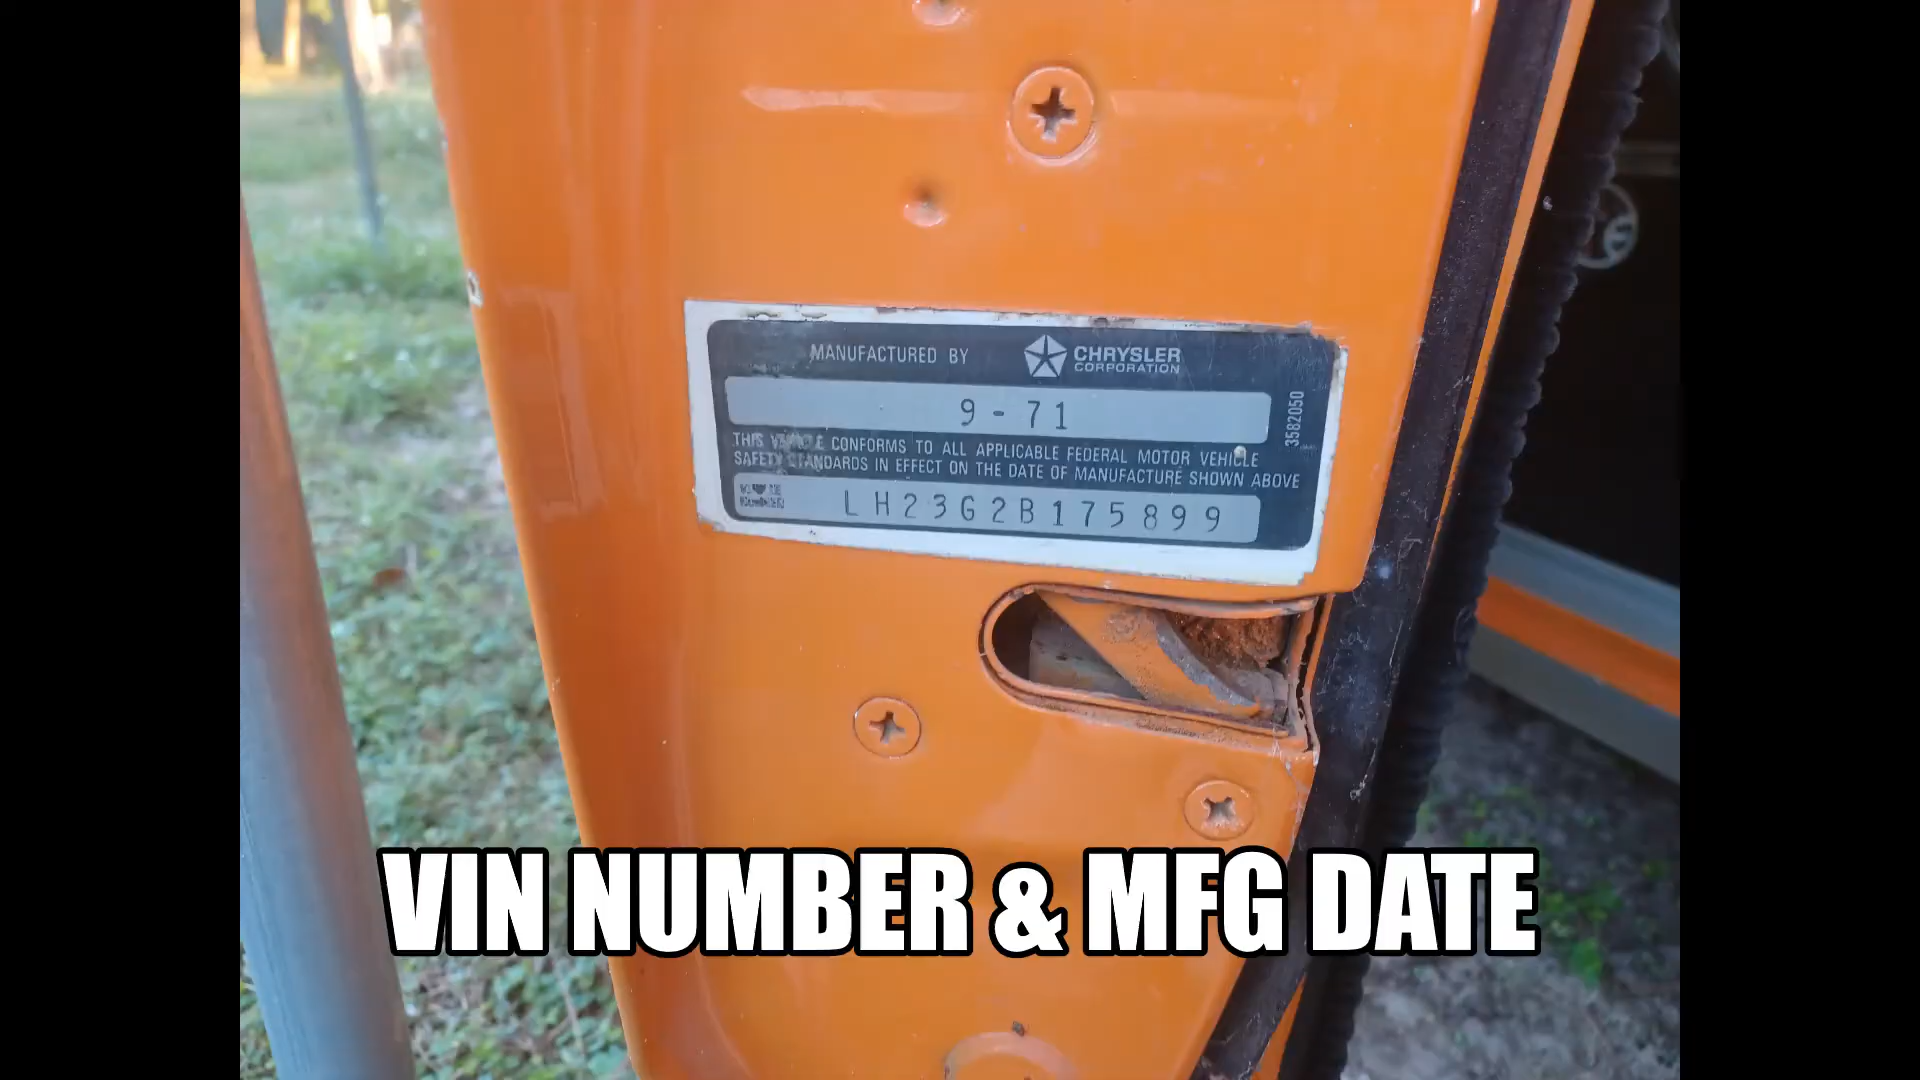 MANUFACTURED BY CHRYSLER
CORPORATION
9-71
3582050
THIS VEHICLE CONFORMS TO ALL APPLICABLE FEDERAL MOTOR VEHICLE
SAFETY STANDARDS IN EFFECT ON THE DATE OF MANUFACTURE SHOWN ABOVE
LH23G2B175899
VIN NUMBER & MFG DATE